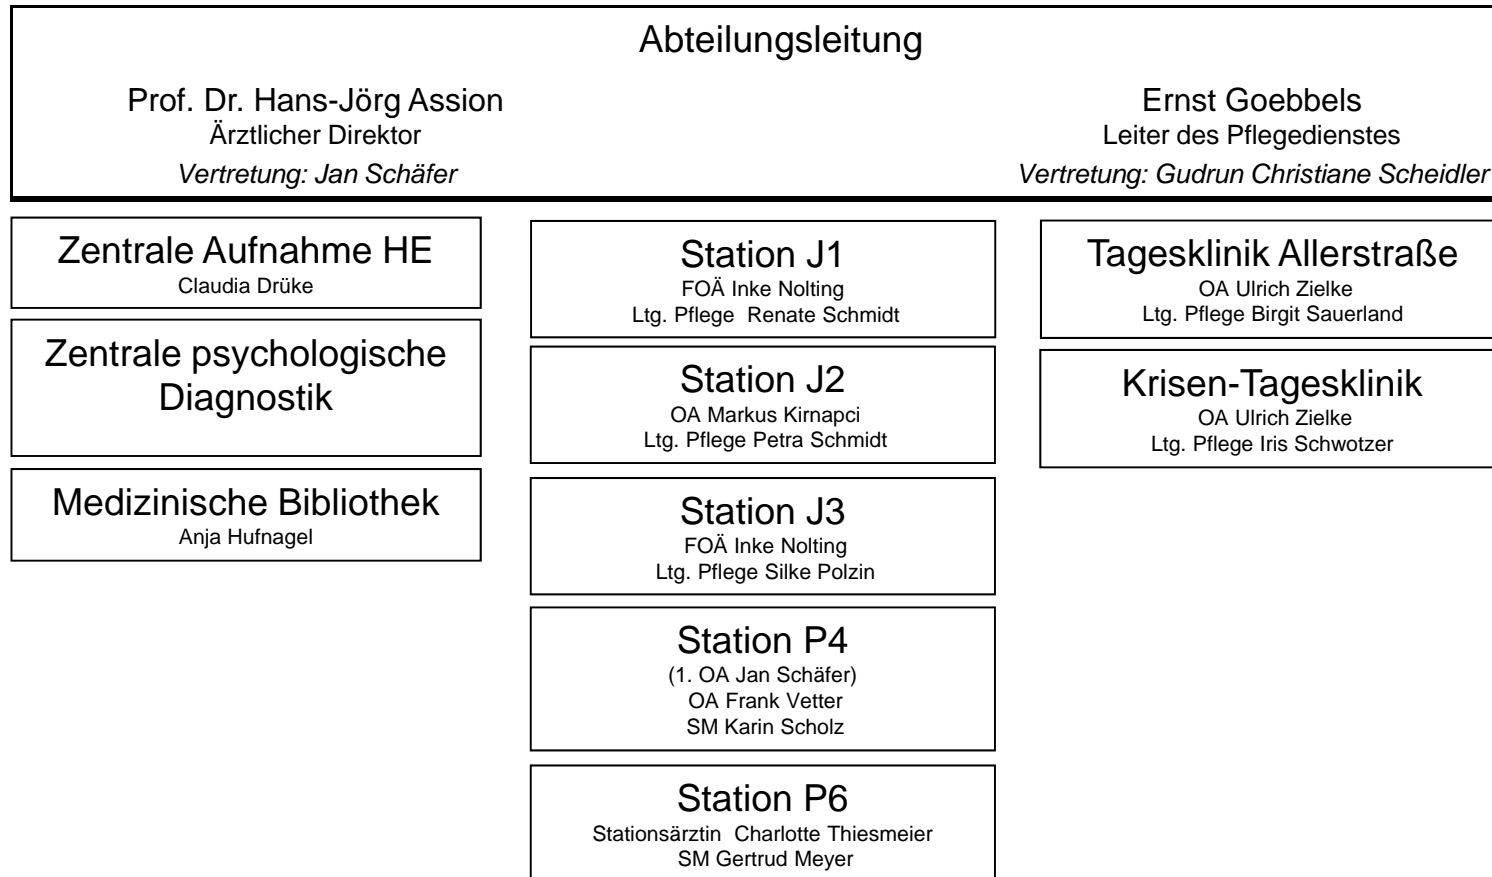 Abteilungsleitung
Prof. Dr. Hans-Jörg Assion
Ärztlicher Direktor
Vertretung: Jan Schäfer
Ernst Goebbels
Leiter des Pflegedienstes
Vertretung: Gudrun Christiane Scheidler
Zentrale Aufnahme HE
Claudia Drüke
Zentrale psychologische
Diagnostik
Medizinische Bibliothek
Anja Hufnagel
Station J1
FOÄ Inke Nolting
Ltg. Pflege Renate Schmidt
Station J2
OA Markus Kirnapci
Ltg. Pflege Petra Schmidt
Station J3
FOÄ Inke Nolting
Ltg. Pflege Silke Polzin
Station P4
(1. OA Jan Schäfer)
OA Frank Vetter
SM Karin Scholz
Station P6
Stationsärztin Charlotte Thiesmeier
SM Gertrud Meyer
Tagesklinik Allerstraße
OA Ulrich Zielke
Ltg. Pflege Birgit Sauerland
Krisen-Tagesklinik
OA Ulrich Zielke
Ltg. Pflege Iris Schwotzer